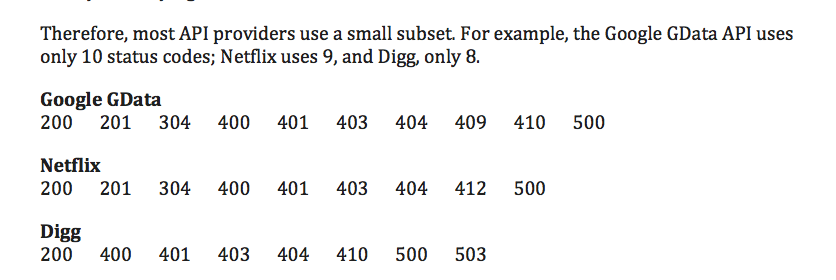 Therefore, most API providers use a small subset. For example, the Google GData API uses
only 10 status codes; Netflix uses 9, and Digg, only 8.
Google GData
200 201 304 400 401 403 404 409 410 500
Netflix
200 201 304 400 401 403 404 412 500
Digg
200 400 401 403 404 410 500 503